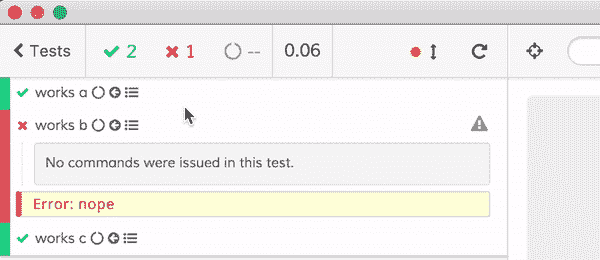 Tests 2 1 -- 0.06
works a
works b
No commands were issued in this test.
Error: nope
works c